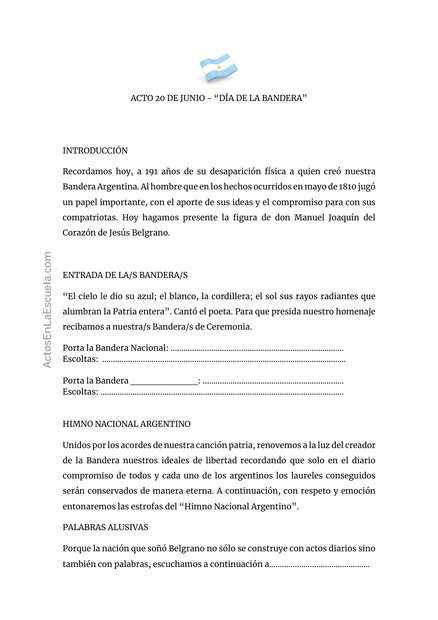 ACTO 20 DE JUNIO - “DÍA DE LA BANDERA”
INTRODUCCIÓN
Recordamos hoy, a 191 años de su desaparición física a quien creó nuestra
Bandera Argentina. Al hombre que en los hechos ocurridos en mayo de 1810 jugó
un papel importante, con el aporte de sus ideas y el compromiso para con sus
compatriotas. Hoy hagamos presente la figura de don Manuel Joaquín del
Corazón de Jesús Belgrano.
ENTRADA DE LA/S BANDERA/S
“El cielo le dio su azul; el blanco, la cordillera; el sol sus rayos radiantes que
alumbran la Patria entera”. Cantó el poeta. Para que presida nuestro homenaje
recibamos a nuestra/s Bandera/s de Ceremonia.
Porta la Bandera Nacional: ……………………………………………………
Escoltas: …………………………………………………………………………
Porta la Bandera ______________: …………………………………………
Escoltas: …………………………………………………………………………
HIMNO NACIONAL ARGENTINO
Unidos por los acordes de nuestra canción patria, renovemos a la luz del creador
de la Bandera nuestros ideales de libertad recordando que solo en el diario
compromiso de todos y cada uno de los argentinos los laureles conseguidos
serán conservados de manera eterna. A continuación, con respeto y emoción
entonaremos las estrofas del “Himno Nacional Argentino”.
PALABRAS ALUSIVAS
Porque la nación que soñó Belgrano no sólo se construye con actos diarios sino
también con palabras, escuchamos a continuación a………………………………
ActosEnLaEscuela.com